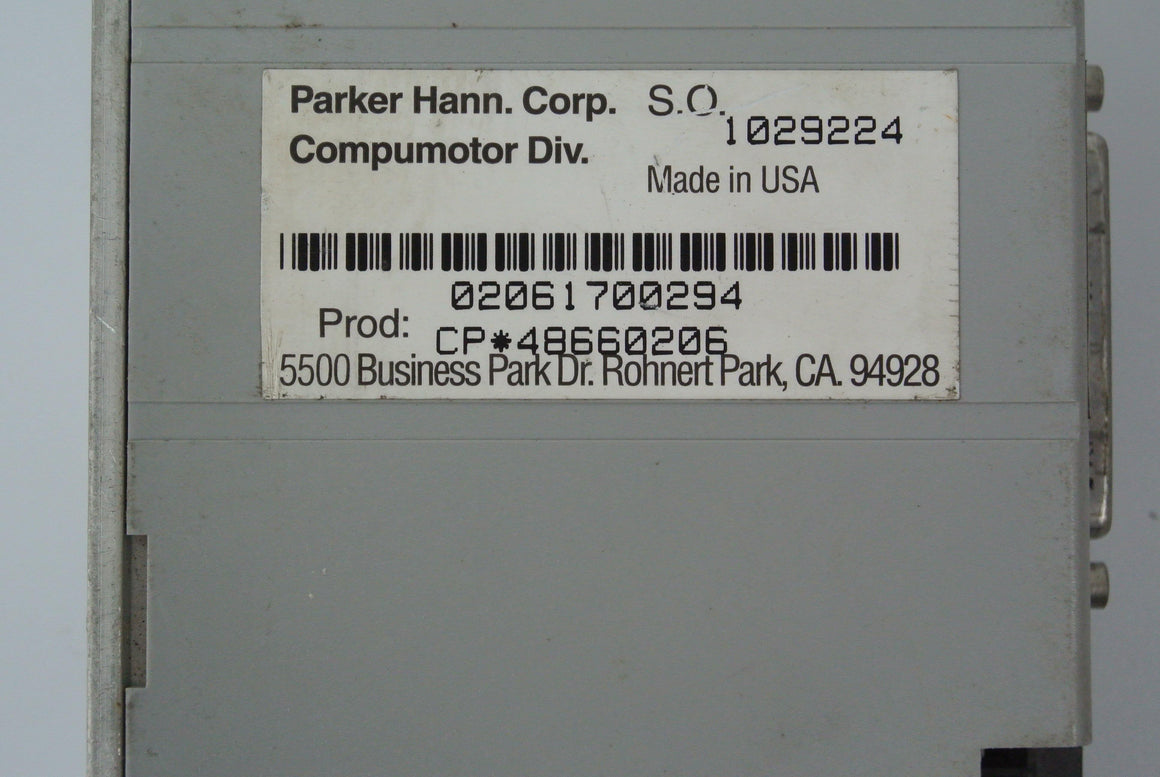 Parker Hann. Corp. S.O. 1029224
Compumotor Div.
Made in USA
02061700294
Prod: CP*48660206
5500 Business Park Dr. Rohnert Park, CA. 94928